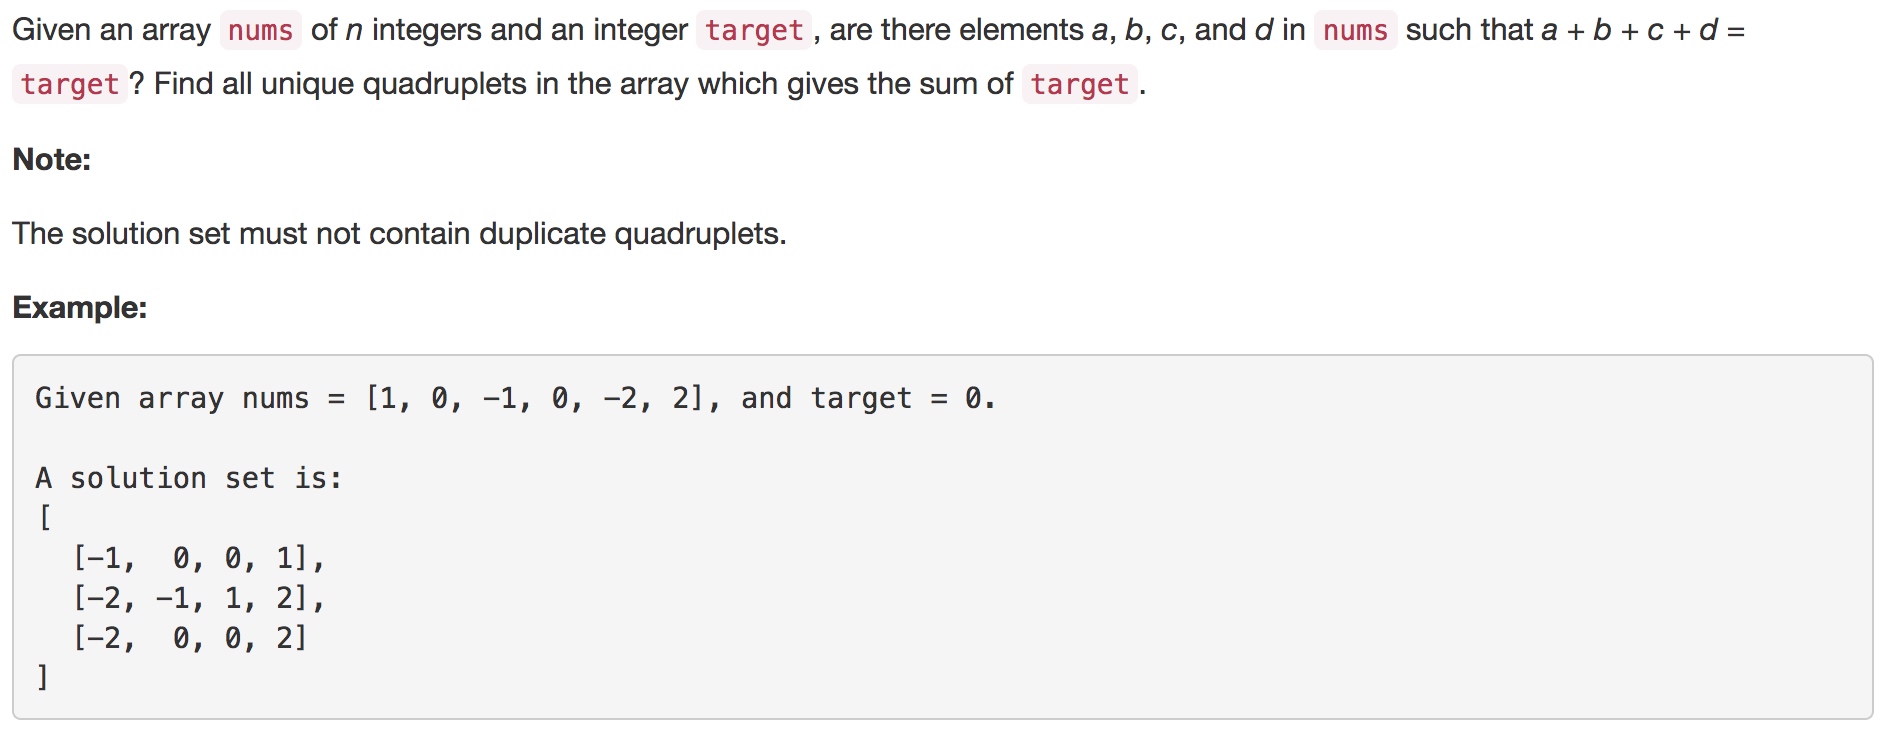 Given an array nums of n integers and an integer target, are there elements a, b, c, and d in nums such that a + b + c + d =
target? Find all unique quadruplets in the array which gives the sum of target.
Note:
The solution set must not contain duplicate quadruplets.
Example:
Given array nums = [1, 0, −1, 0, −2, 2], and target = 0.
A solution set is:
[
[−1, 0, 0, 1],
[−2, −1, 1, 2],
[−2, 0, 0, 2]
]